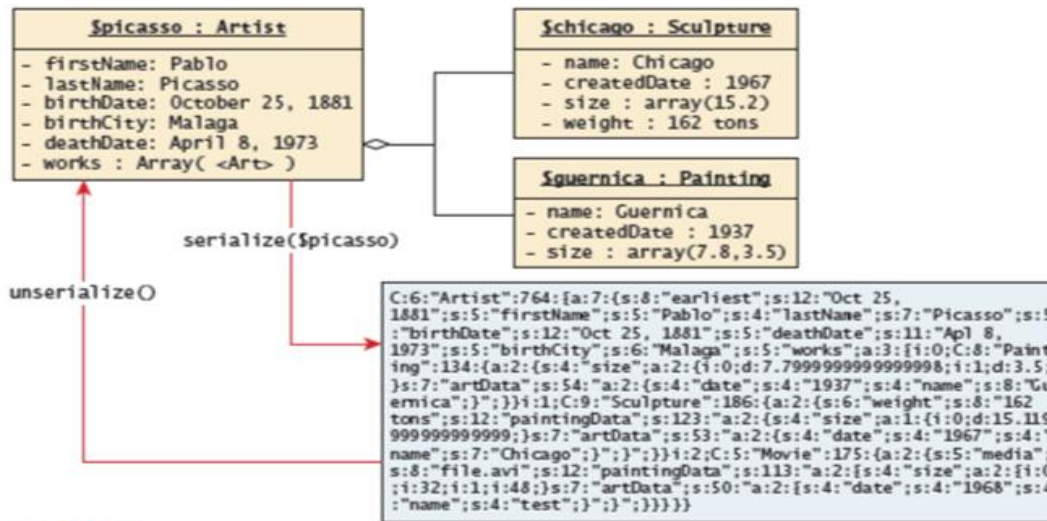 $picasso : Artist
- firstName: Pablo
- lastName: Picasso
- birthDate: October 25, 1881
- birthCity: Malaga
- deathDate: April 8, 1973
- works : Array( <Art> )
$chicago : Sculpture
- name: Chicago
- createdDate : 1967
- size : array(15.2)
- weight : 162 tons
$guernica : Painting
- name: Guernica
- createdDate : 1937
- size : array(7.8,3.5)
serialize($picasso)
unserialize()
C:6:"Artist":764:{a:7:{s:8:"earliest";s:12:"Oct 25,
1881";s:5:"firstName";s:5:"Pablo";s:4:"lastName";s:7:"Picasso";s:5
:"birthDate";s:12:"Oct 25, 1881";s:5:"deathDate";s:11:"Apl 8,
1973";s:5:"birthCity";s:6:"Malaga";s:5:"works";a:3:{i:0;C:8:"Paint
ing":134:{a:2:{s:4:"size";a:2:{i:0;d:7.7999999999999998;i:1;d:3.5;
}s:7:"artData";s:54:"a:2:{s:4:"date";s:4:"1937";s:4:"name";s:8:"Gu
ernica";}";}}i:1;C:9:"Sculpture":186:{a:2:{s:6:"weight";s:8:"162
tons";s:12:"paintingData";s:123:"a:2:{s:4:"size";a:1:{i:0;d:15.119
999999999999;}s:7:"artData";s:53:"a:2:{s:4:"date";s:4:"1967";s:4:"
name";s:7:"Chicago";}";}";}}i:2;C:5:"Movie":175:{a:2:{s:5:"media";
s:8:"file.avi";s:12:"paintingData";s:113:"a:2:{s:4:"size";a:2:{i:0
;i:32;i:1;i:48;}s:7:"artData";s:50:"a:2:{s:4:"date";s:4:"1968";s:4
:"name";s:4:"test";}";}";}}}}}